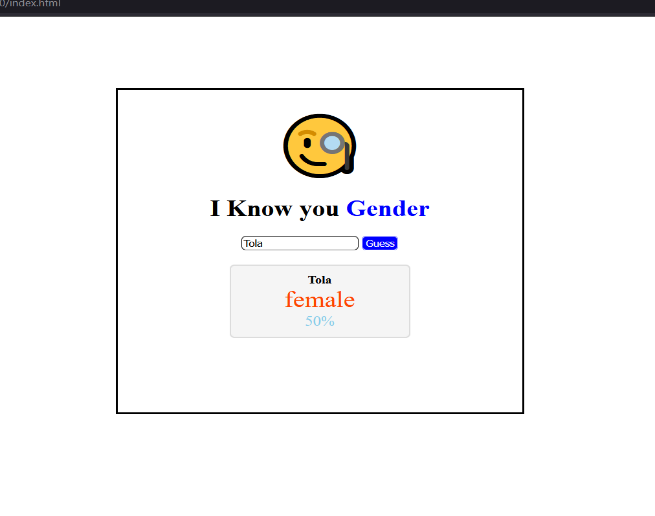 0/index.html
I Know you Gender
Tola
Guess
Tola
female
50%